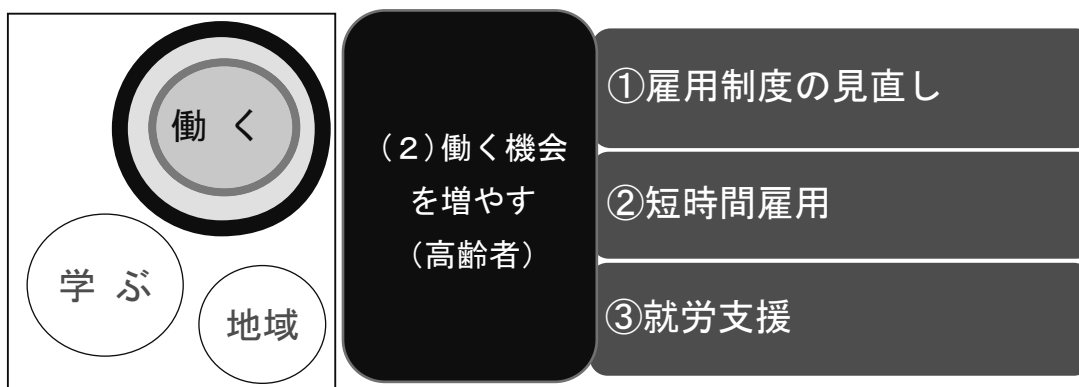 働 く
学 ぶ
地域
(2)働く機会
を増やす
(高齢者)
①雇用制度の見直し
②短時間雇用
③就労支援